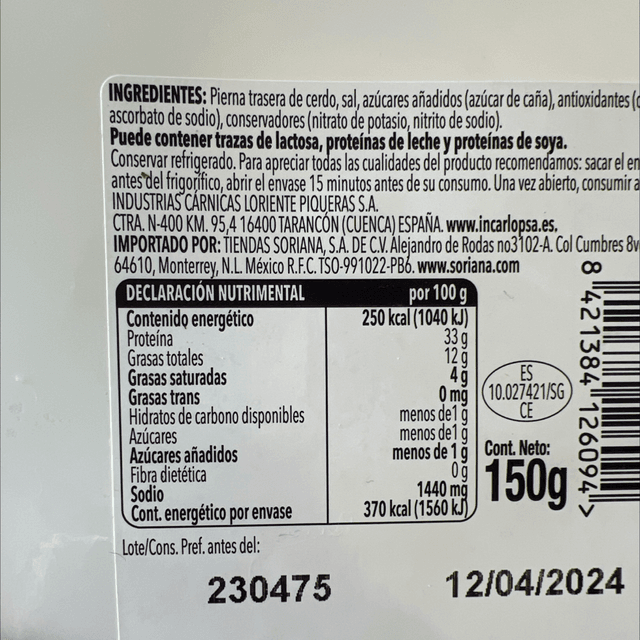 INGREDIENTES: Pierna trasera de cerdo, sal, azúcares añadidos (azúcar de caña), antioxidantes
ascorbato de sodio), conservadores (nitrato de potasio, nitrito de sodio).
Puede contener trazas de lactosa, proteínas de leche y proteínas de soya.
Conservar refrigerado. Para apreciar todas las cualidades del producto recomendamos: sacar el
antes del frigorífico, abrir el envase 15 minutos antes de su consumo. Una vez abierto, consumir
INDUSTRIAS CÁRNICAS LORIENTE PIQUERAS S.A.
CTRA. N-400 KM. 95,4 16400 TARANCÓN (CUENCA) ESPAÑA. www.incarlopsa.es.
IMPORTADO POR: TIENDAS SORIANA, S.A. DE C.V. Alejandro de Rodas no3102-A. Col Cumbres
64610, Monterrey, N.L. México R.F.C. TSO-991022-PB6. www.soriana.com
DECLARACIÓN NUTRIMENTAL por 100 g
Contenido energético 250 kcal (1040 kJ)
Proteína 33 g
Grasas totales 12 g
Grasas saturadas 4 g
Grasas trans 0 mg
Hidratos de carbono disponibles menos de1 g
Azúcares menos de1 g
Azúcares añadidos menos de 1 g
Fibra dietética 0 g
Sodio 1440 mg
Cont. energético por envase 370 kcal (1560 kJ)
ES
10.027421/SG
CE
Cont. Neto:
150g
8 421384 126094 >
Lote/Cons. Pref. antes del:
230475 12/04/2024